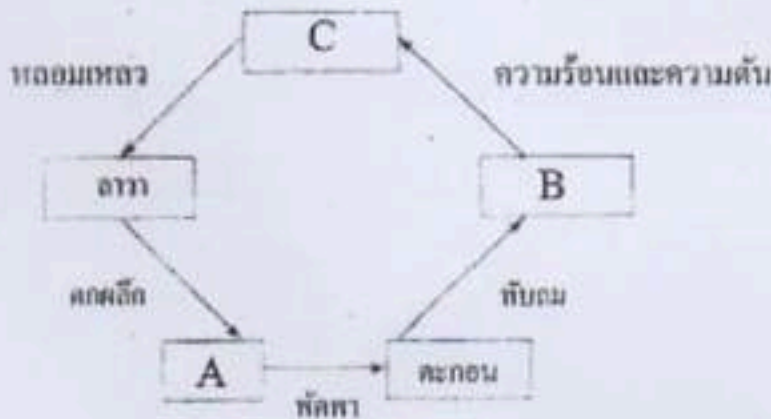 C
หลอมเหลว
ความร้อนและความดัน
ลาวา
B
ตกผลึก
ทับถม
A
ตะกอน
พัดพา